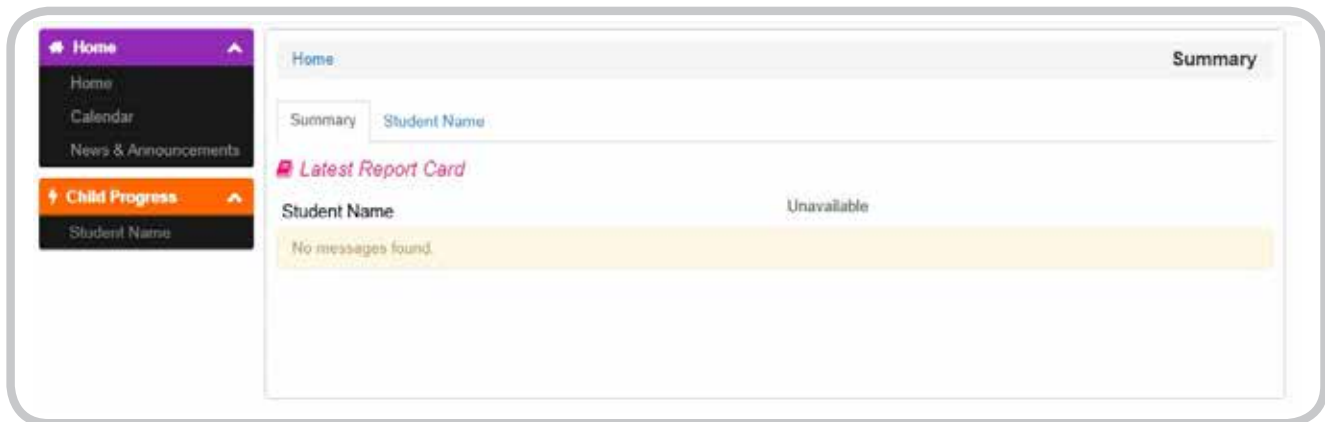 Home
Home
Calendar
News & Announcements
Child Progress
Student Name
Home
Summary
Summary
Student Name
Latest Report Card
Student Name
Unavailable
No messages found.